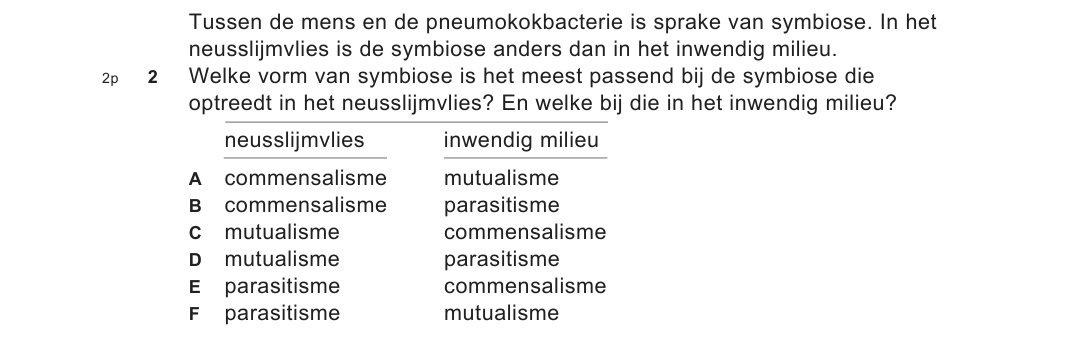 Tussen de mens en de pneumokokbacterie is sprake van symbiose. In het
neusslijmvlies is de symbiose anders dan in het inwendig milieu.
2p 2 Welke vorm van symbiose is het meest passend bij de symbiose die
optreedt in het neusslijmvlies? En welke bij die in het inwendig milieu?
neusslijmvlies inwendig milieu
A commensalisme mutualisme
B commensalisme parasitisme
C mutualisme commensalisme
D mutualisme parasitisme
E parasitisme commensalisme
F parasitisme mutualisme